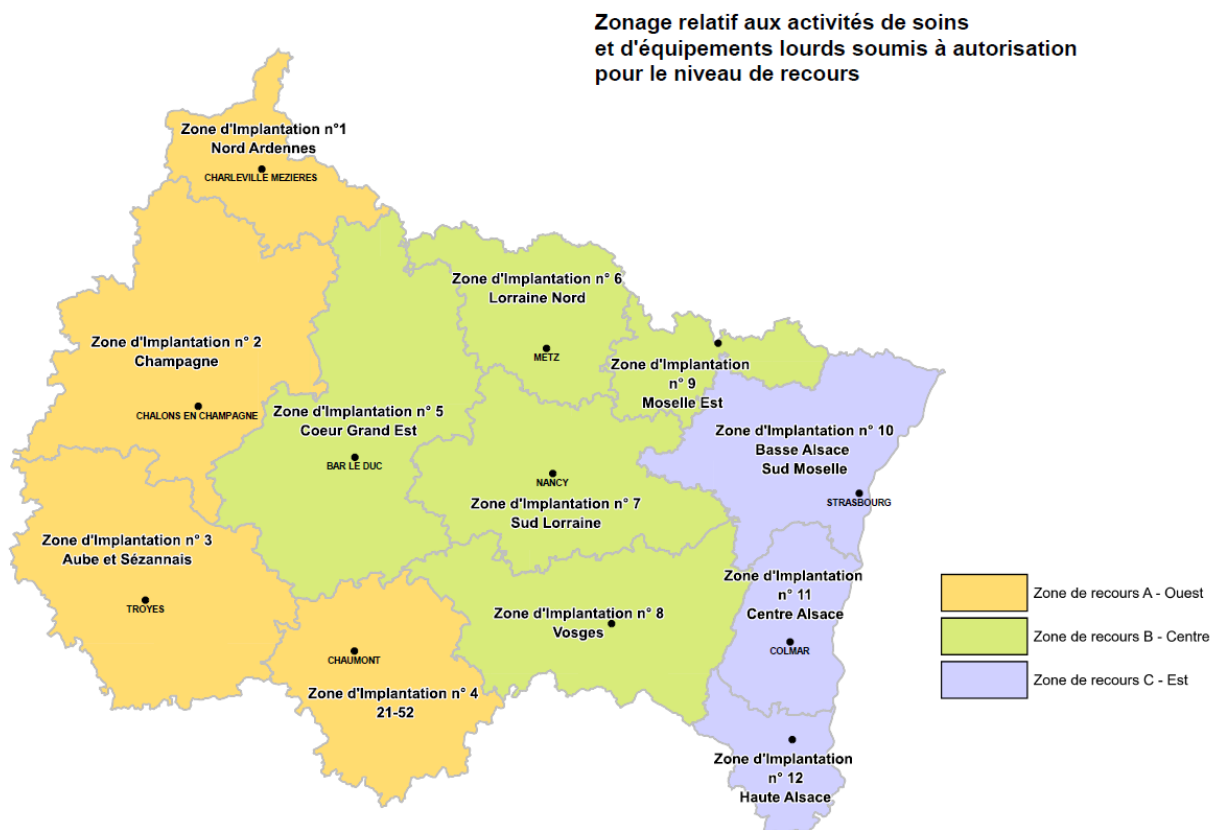 Zonage relatif aux activités de soins
et d'équipements lourds soumis à autorisation
pour le niveau de recours
Zone d'Implantation n°1
Nord Ardennes
CHARLEVILLE MEZIERES
Zone d'Implantation n° 6
Lorraine Nord
METZ
Zone d'Implantation n° 2
Champagne
CHALONS EN CHAMPAGNE
Zone d'Implantation
n° 9
Moselle Est
Zone d'Implantation n° 5
Coeur Grand Est
BAR LE DUC
Zone d'Implantation n° 10
Basse Alsace
Sud Moselle
STRASBOURG
NANCY
Zone d'Implantation n° 7
Sud Lorraine
Zone d'Implantation n° 3
Aube et Sézannais
TROYES
Zone d'Implantation
n° 11
Centre Alsace
COLMAR
Zone d'Implantation n° 8
Vosges
CHAUMONT
Zone d'Implantation n° 4
21-52
Zone d'Implantation
n° 12
Haute Alsace
Zone de recours A - Ouest
Zone de recours B - Centre
Zone de recours C - Est